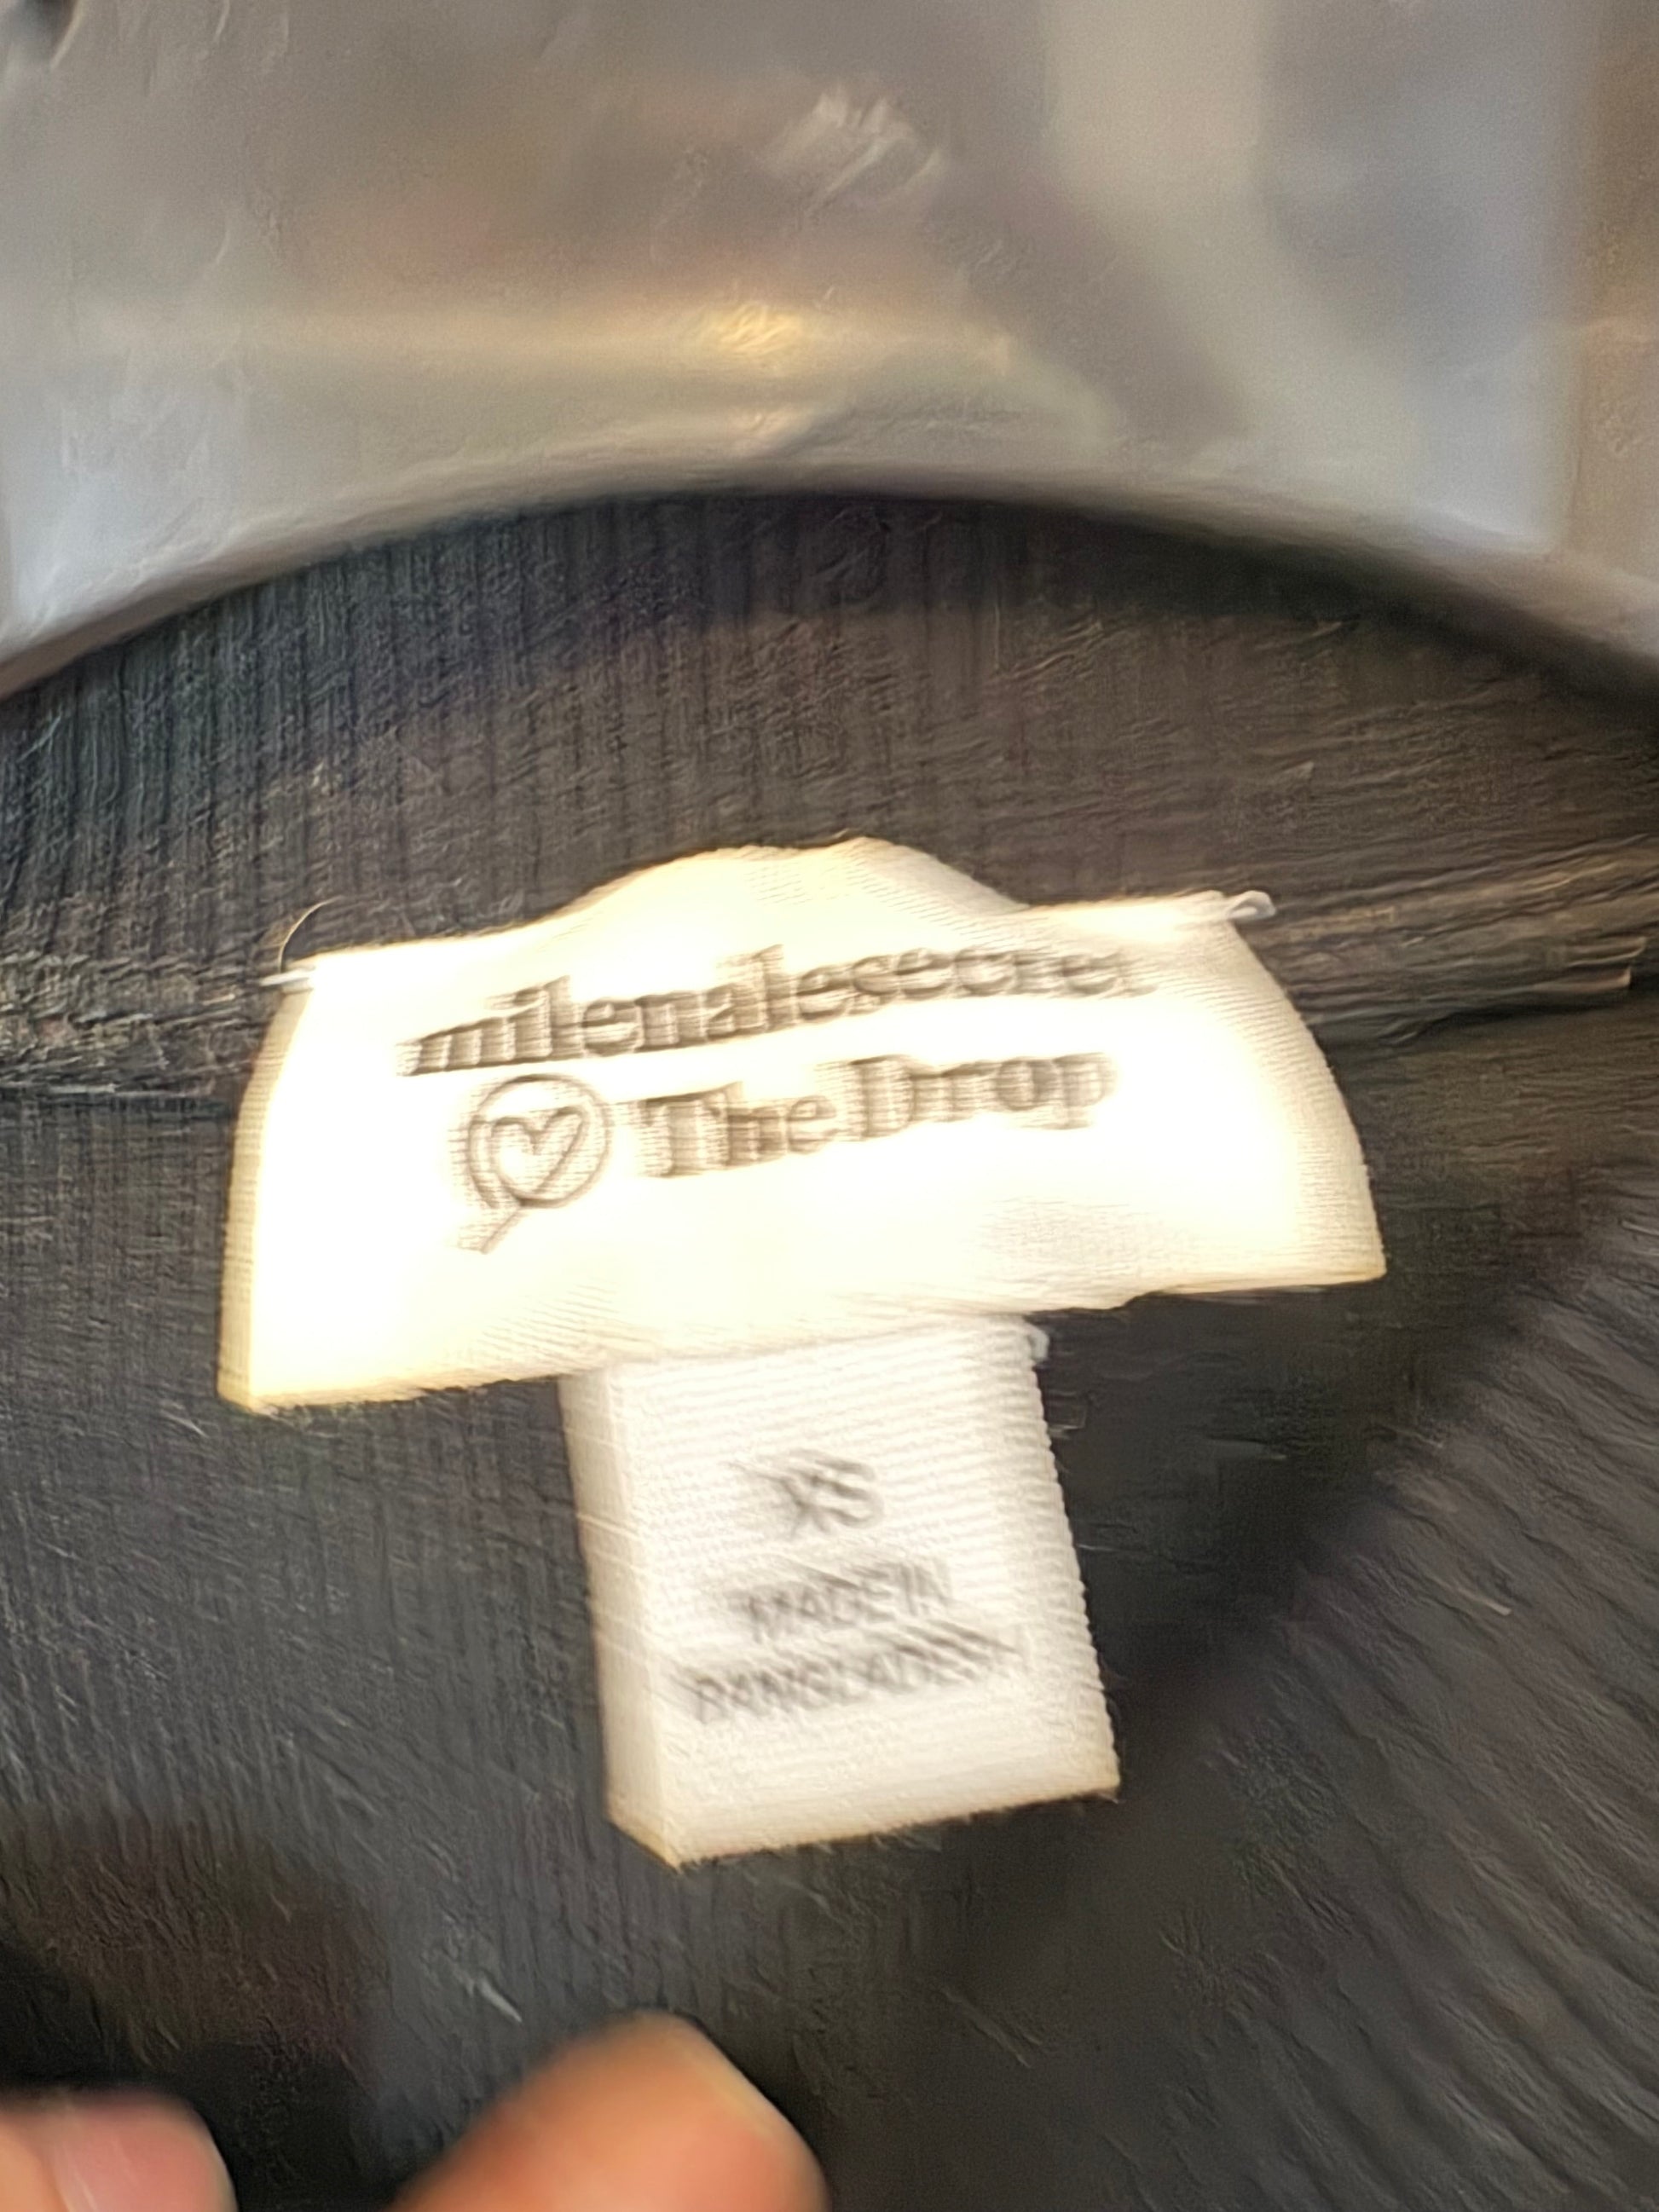 milenalesecret
The Drop
XS
MADE IN
BANGLADESH